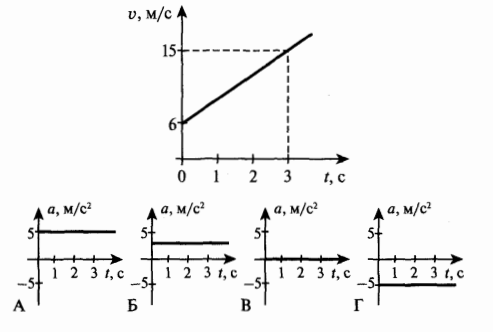 v, м/с
15
6
0 1 2 3 t, с
a, м/с² a, м/с² a, м/с² a, м/с²
5 5 5 5
1 2 3 t, с 1 2 3 t, с 1 2 3 t, с 1 2 3 t, с
−5 −5 −5 −5
А Б В Г